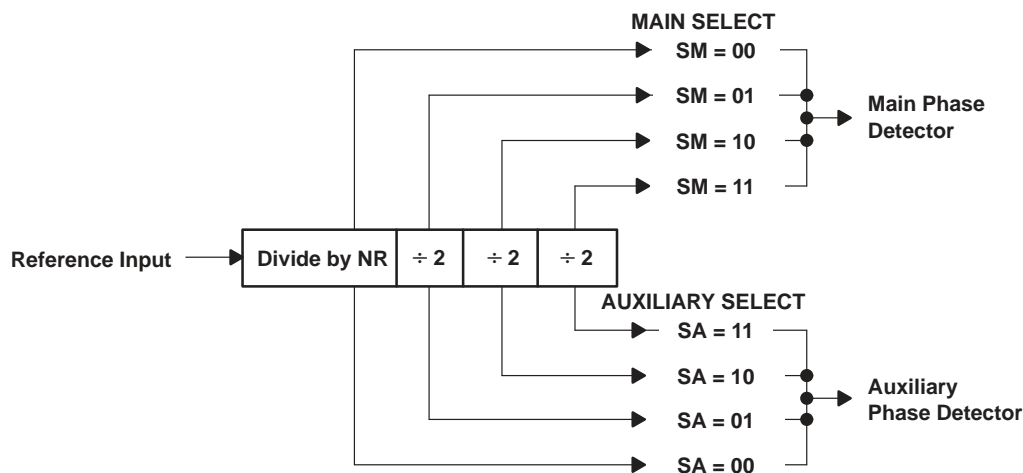 MAIN SELECT
SM = 00
SM = 01
SM = 10
SM = 11
Main Phase
Detector
Reference Input
Divide by NR
÷ 2
÷ 2
÷ 2
AUXILIARY SELECT
SA = 11
SA = 10
SA = 01
SA = 00
Auxiliary
Phase Detector